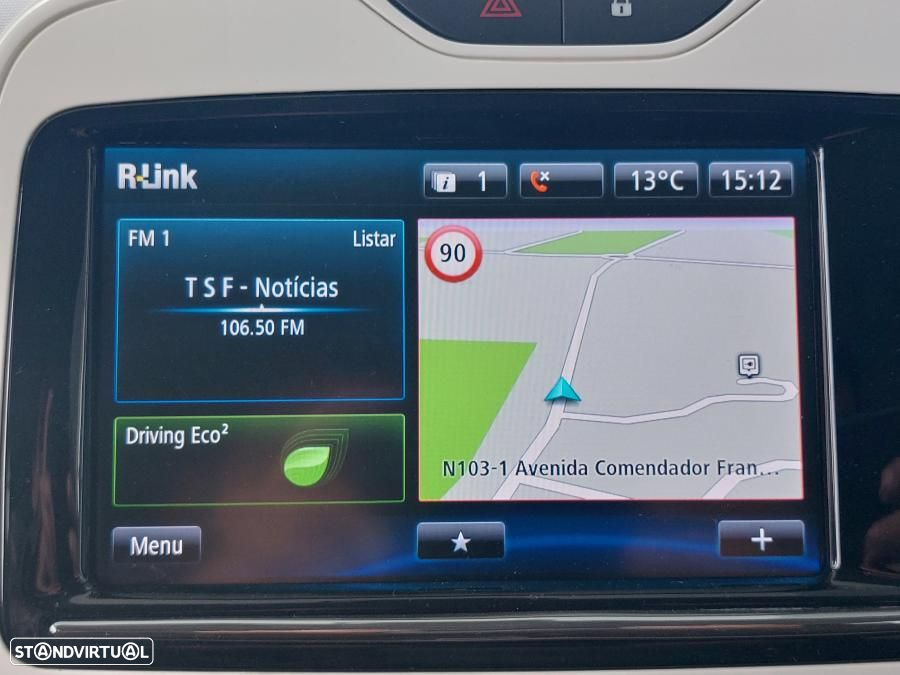 R-Link
1
13°C
15:12
FM 1
Listar
T S F - Notícias
106.50 FM
90
Driving Eco²
N103-1 Avenida Comendador Fran...
Menu
STANDVIRTUAL